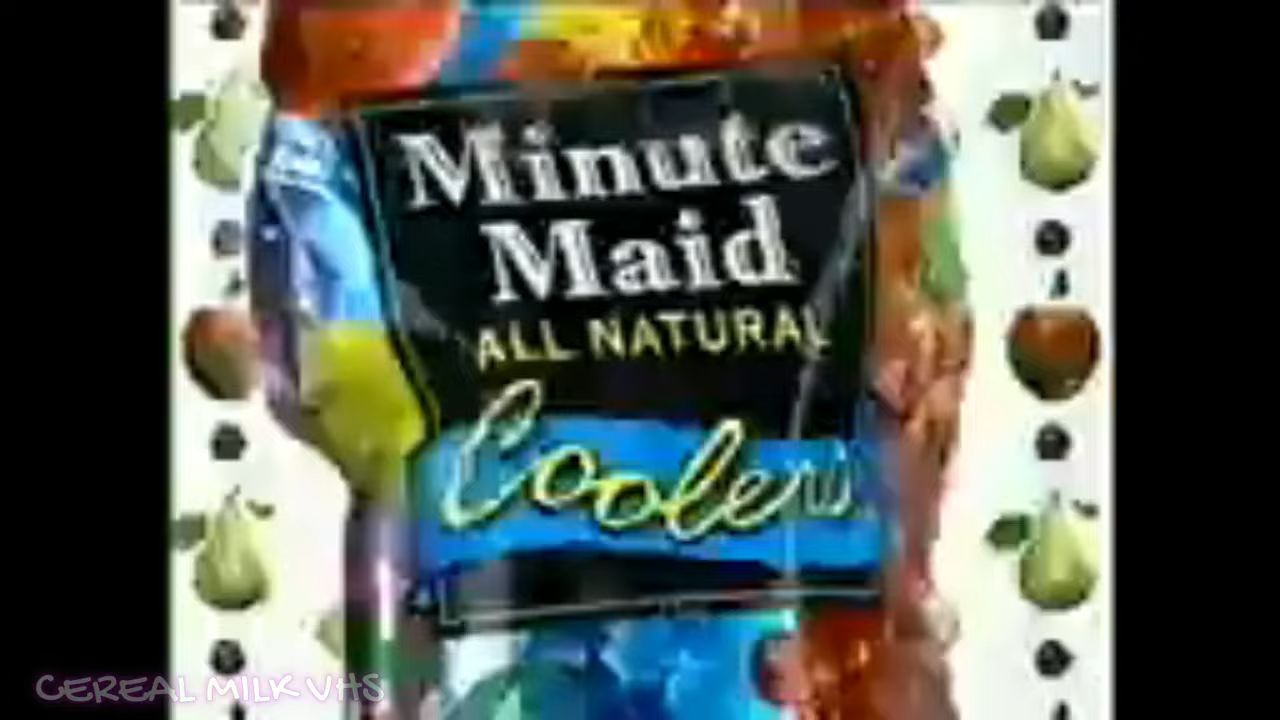 Minute
Maid
ALL NATURAL
Coolers
CEREAL MILK VHS